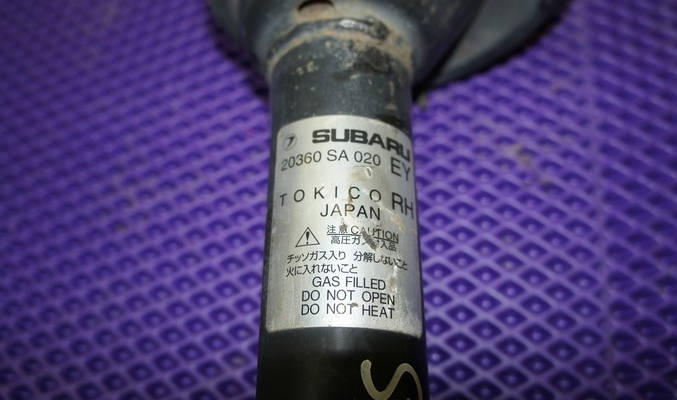 SUBARU
20360 SA 020 EY
TOKICO RH
JAPAN
注意 CAUTION
高圧ガス封入品
チッソガス入り 分解しないこと
火に入れないこと
GAS FILLED
DO NOT OPEN
DO NOT HEAT
S